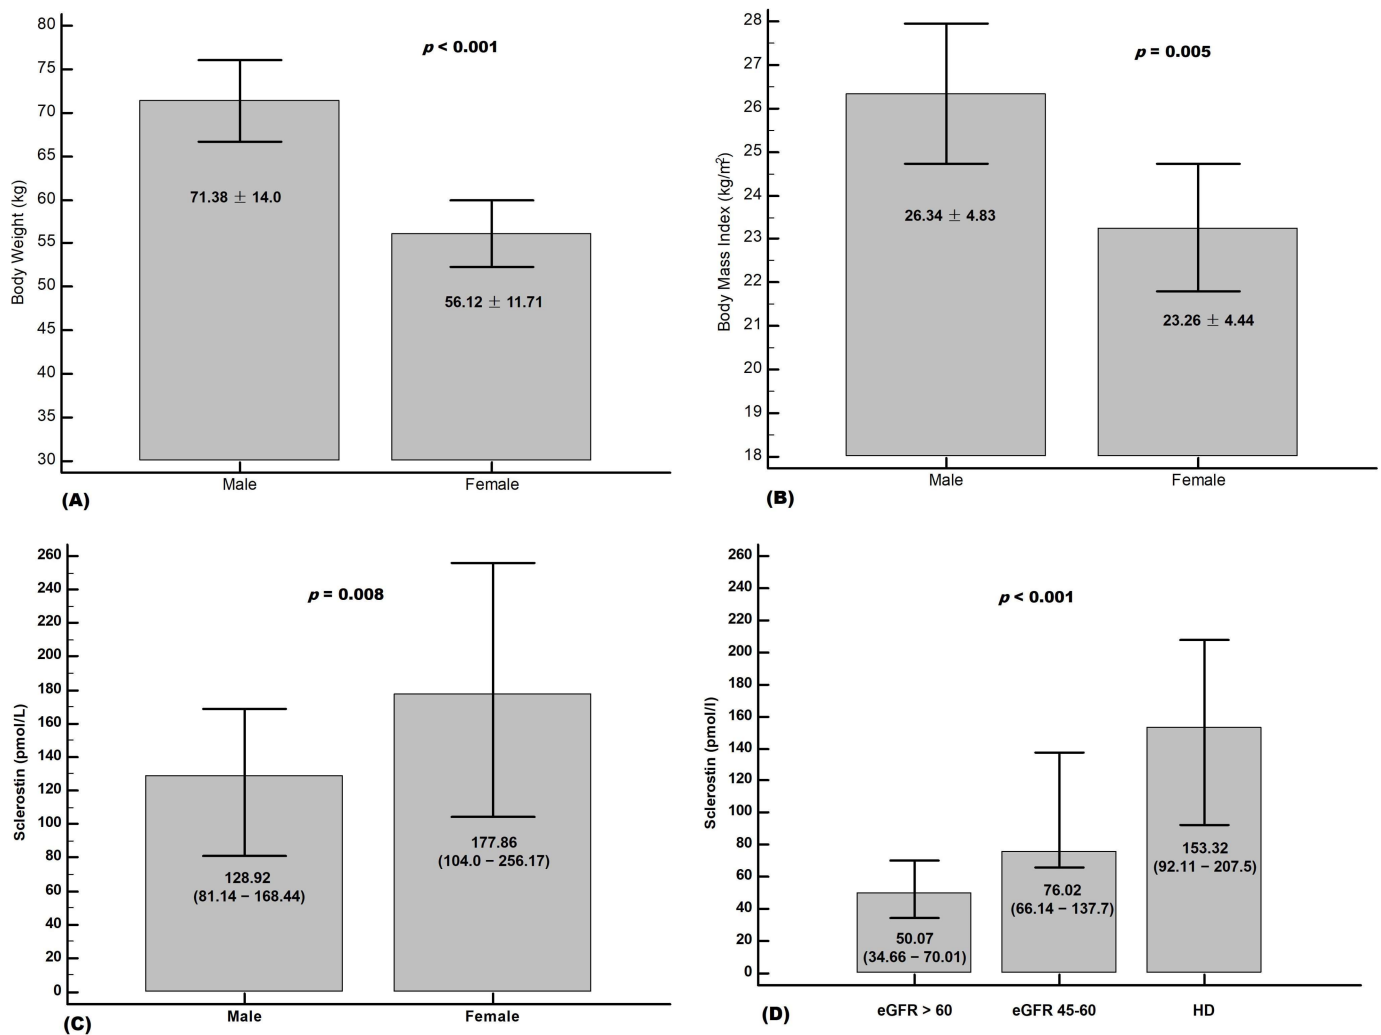 80
75
70
65
60
55
50
45
40
35
30
Body Weight (kg)
p < 0.001
71.38 ± 14.0
56.12 ± 11.71
Male
Female
(A)
28
27
26
25
24
23
22
21
20
19
18
Body Mass Index (kg/m²)
p = 0.005
26.34 ± 4.83
23.26 ± 4.44
Male
Female
(B)
260
240
220
200
180
160
140
120
100
80
60
40
20
0
Sclerostin (pmol/L)
p = 0.008
128.92
(81.14 – 168.44)
177.86
(104.0 – 256.17)
Male
Female
(C)
260
240
220
200
180
160
140
120
100
80
60
40
20
0
Sclerostin (pmol/l)
p < 0.001
50.07
(34.66 – 70.01)
76.02
(66.14 – 137.7)
153.32
(92.11 – 207.5)
eGFR > 60
eGFR 45-60
HD
(D)